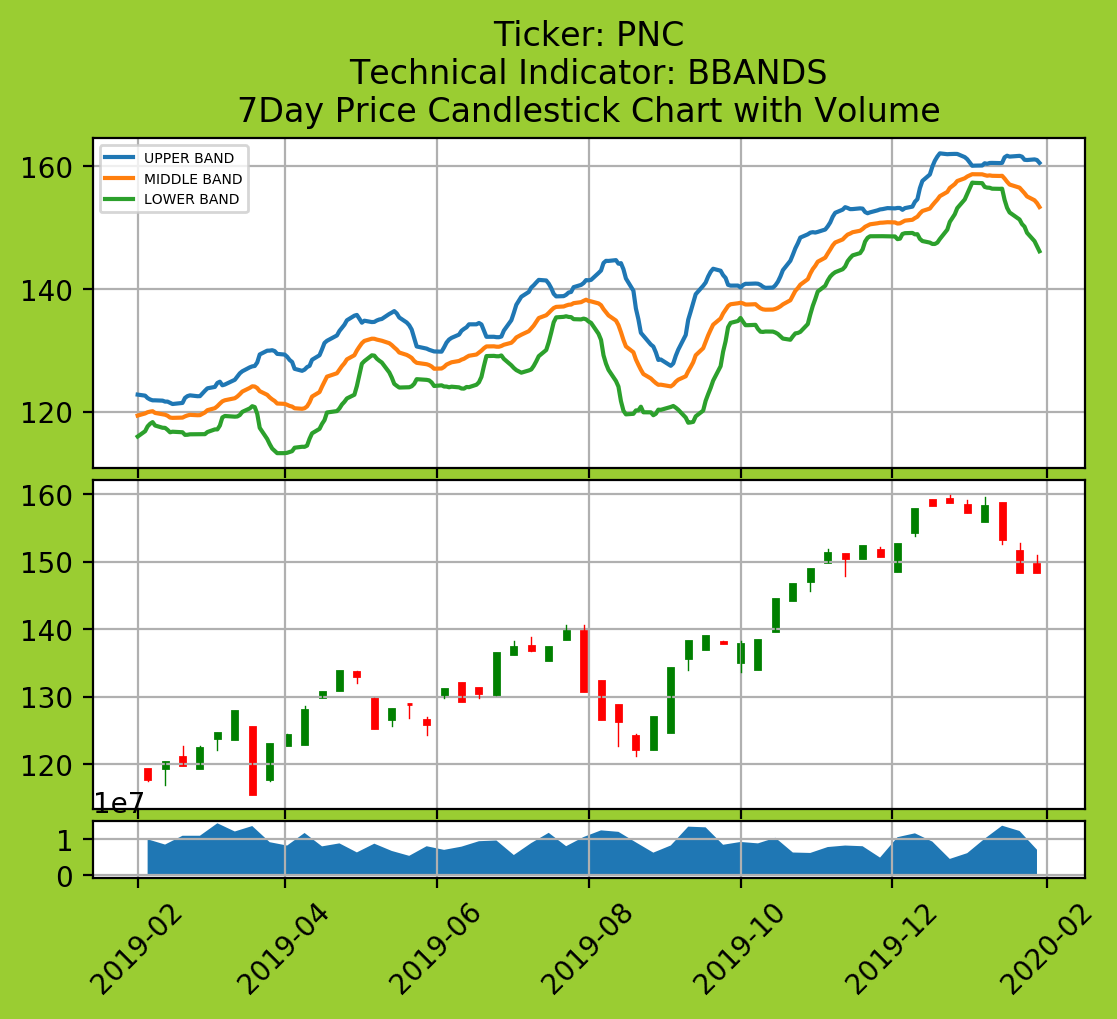 Ticker: PNC
Technical Indicator: BBANDS
7Day Price Candlestick Chart with Volume
UPPER BAND
MIDDLE BAND
LOWER BAND
160
140
120
160
150
140
130
120
1e7
1
0
2019-02
2019-04
2019-06
2019-08
2019-10
2019-12
2020-02